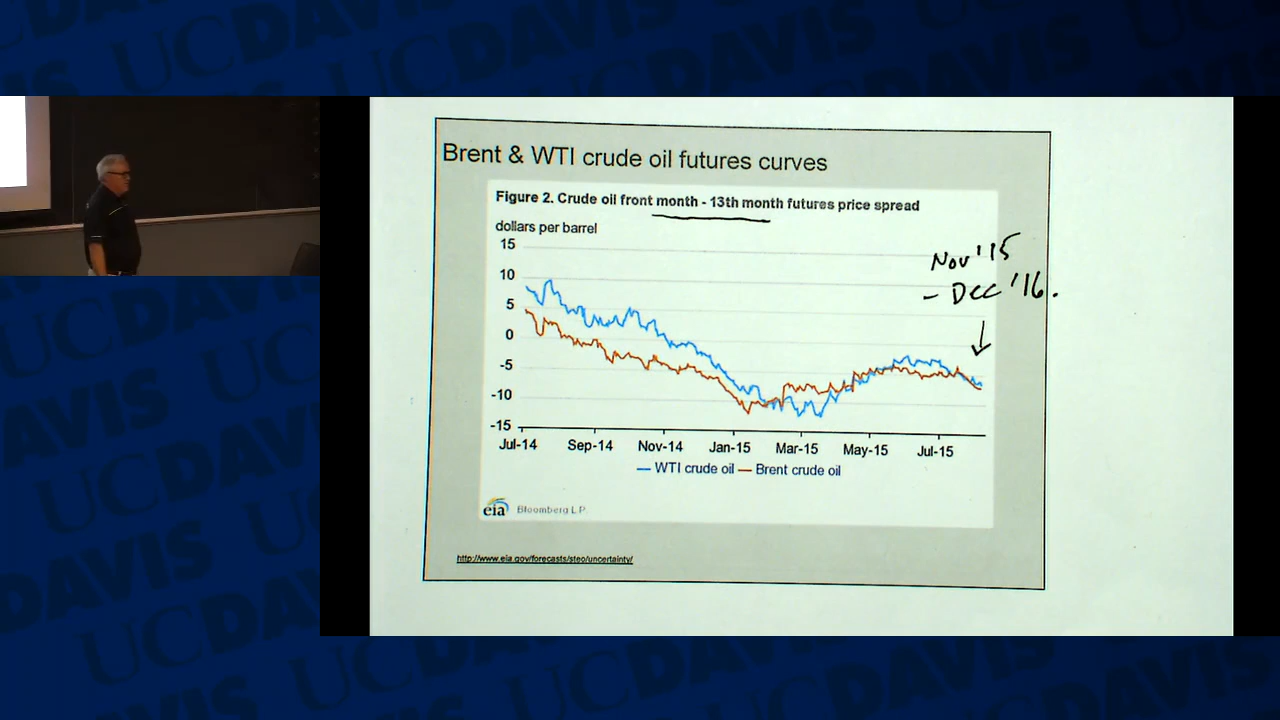 UCDAVIS
Brent & WTI crude oil futures curves
Figure 2. Crude oil front month - 13th month futures price spread
dollars per barrel
15
10
5
0
-5
-10
-15
Jul-14 Sep-14 Nov-14 Jan-15 Mar-15 May-15 Jul-15
WTI crude oil Brent crude oil
Nov '15
- Dec '16.
eia Bloomberg L.P.
http://www.eia.gov/forecasts/steo/uncertainty/